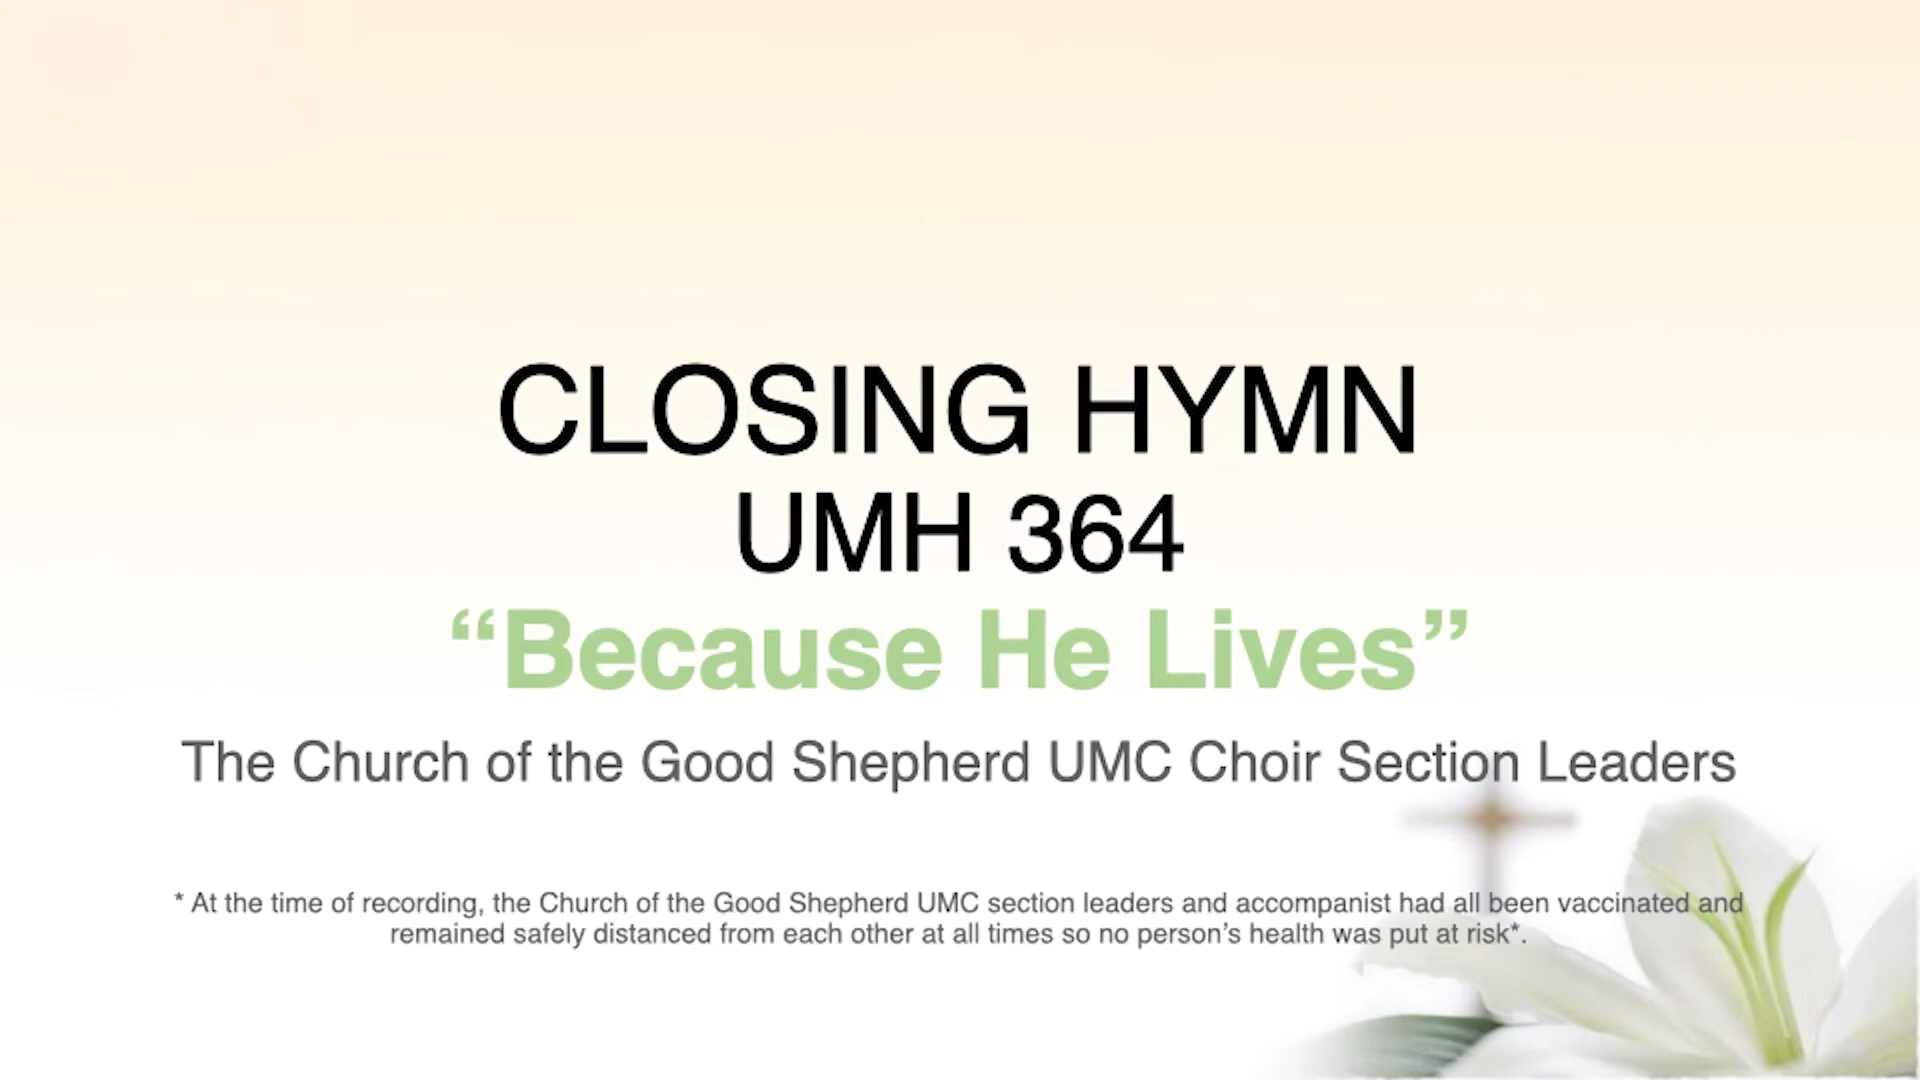 CLOSING HYMN
UMH 364
“Because He Lives”
The Church of the Good Shepherd UMC Choir Section Leaders
* At the time of recording, the Church of the Good Shepherd UMC section leaders and accompanist had all been vaccinated and
remained safely distanced from each other at all times so no person’s health was put at risk*.